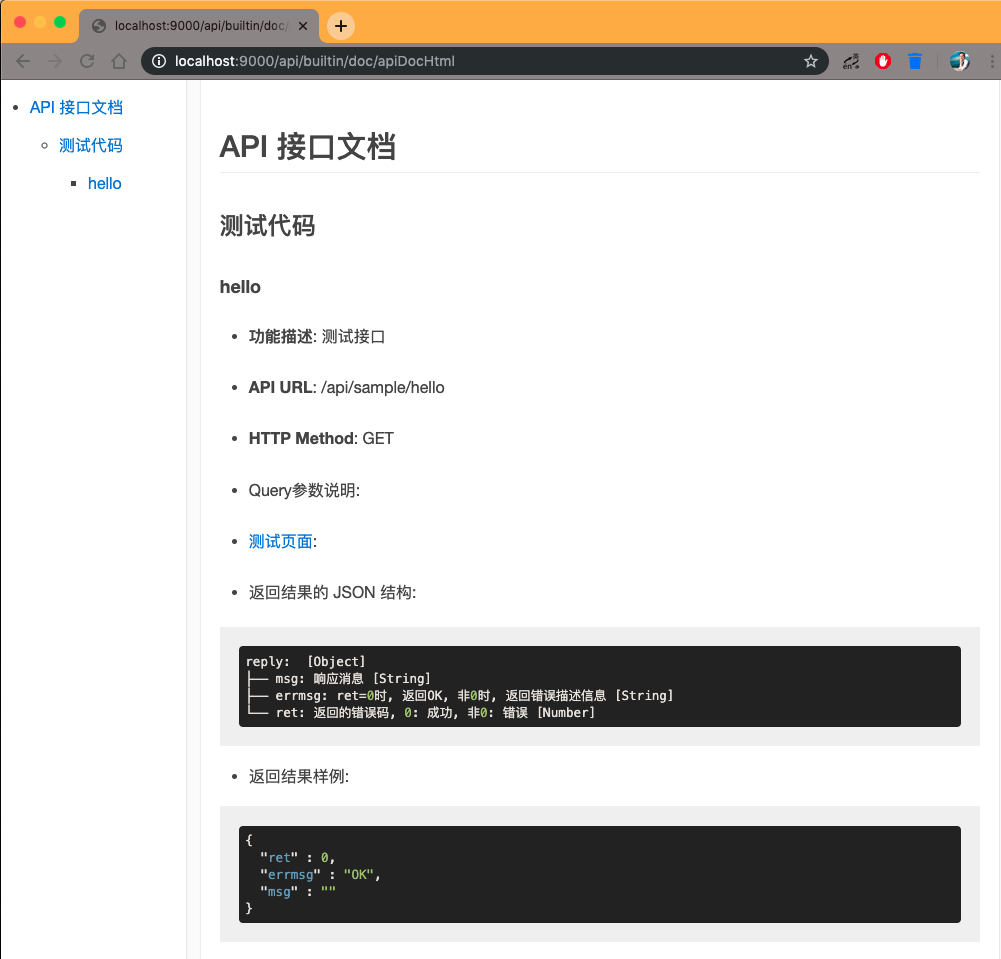 localhost:9000/api/builtin/doc/
localhost:9000/api/builtin/doc/apiDocHtml
API 接口文档
测试代码
hello
API 接口文档
测试代码
hello
功能描述: 测试接口
API URL: /api/sample/hello
HTTP Method: GET
Query参数说明:
测试页面:
返回结果的 JSON 结构:
reply:  [Object]
├── msg: 响应消息 [String]
├── errmsg: ret=0时, 返回OK, 非0时, 返回错误描述信息 [String]
└── ret: 返回的错误码, 0: 成功, 非0: 错误 [Number]
返回结果样例:
{
  "ret" : 0,
  "errmsg" : "OK",
  "msg" : ""
}